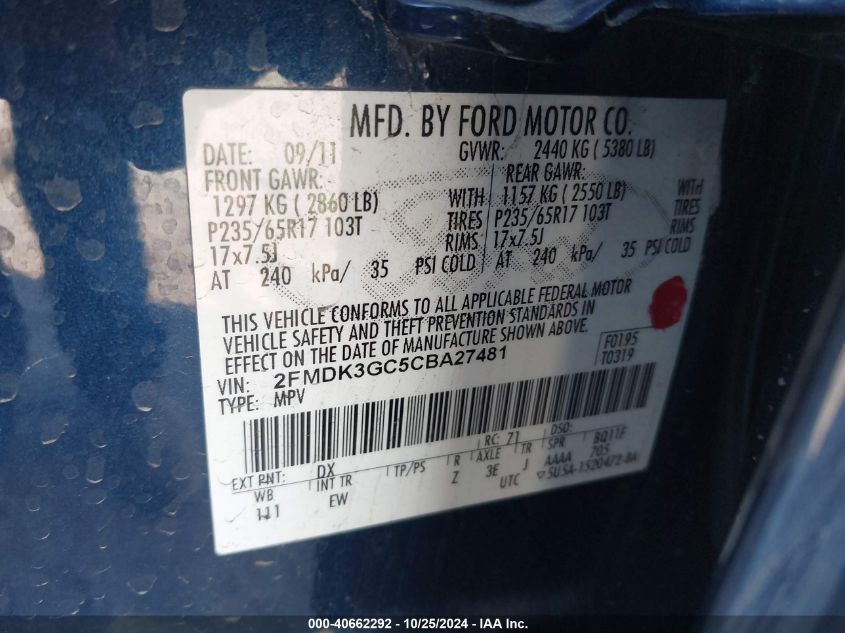 MFD. BY FORD MOTOR CO.
DATE: 09/11 GVWR: 2440 KG ( 5380 LB)
FRONT GAWR: REAR GAWR:
1297 KG ( 2860 LB) WITH 1157 KG ( 2550 LB) WITH
P235/65R17 103T TIRES P235/65R17 103T TIRES
17x7.5J RIMS 17x7.5J RIMS
AT 240 kPa/ 35 PSI COLD AT 240 kPa/ 35 PSI COLD
THIS VEHICLE CONFORMS TO ALL APPLICABLE FEDERAL MOTOR
VEHICLE SAFETY AND THEFT PREVENTION STANDARDS IN
EFFECT ON THE DATE OF MANUFACTURE SHOWN ABOVE.
F0195
T0319
VIN: 2FMDK3GC5CBA27481
TYPE: MPV
RC: 71 DSO:
EXT PNT: DX
WB INT TR TP/PS R AXLE TR SPR BQ11F
111 EW Z 3E J AAAA 705
UTC ▽5U5A-1520472-BA
000-40662292 - 10/25/2024 - IAA Inc.